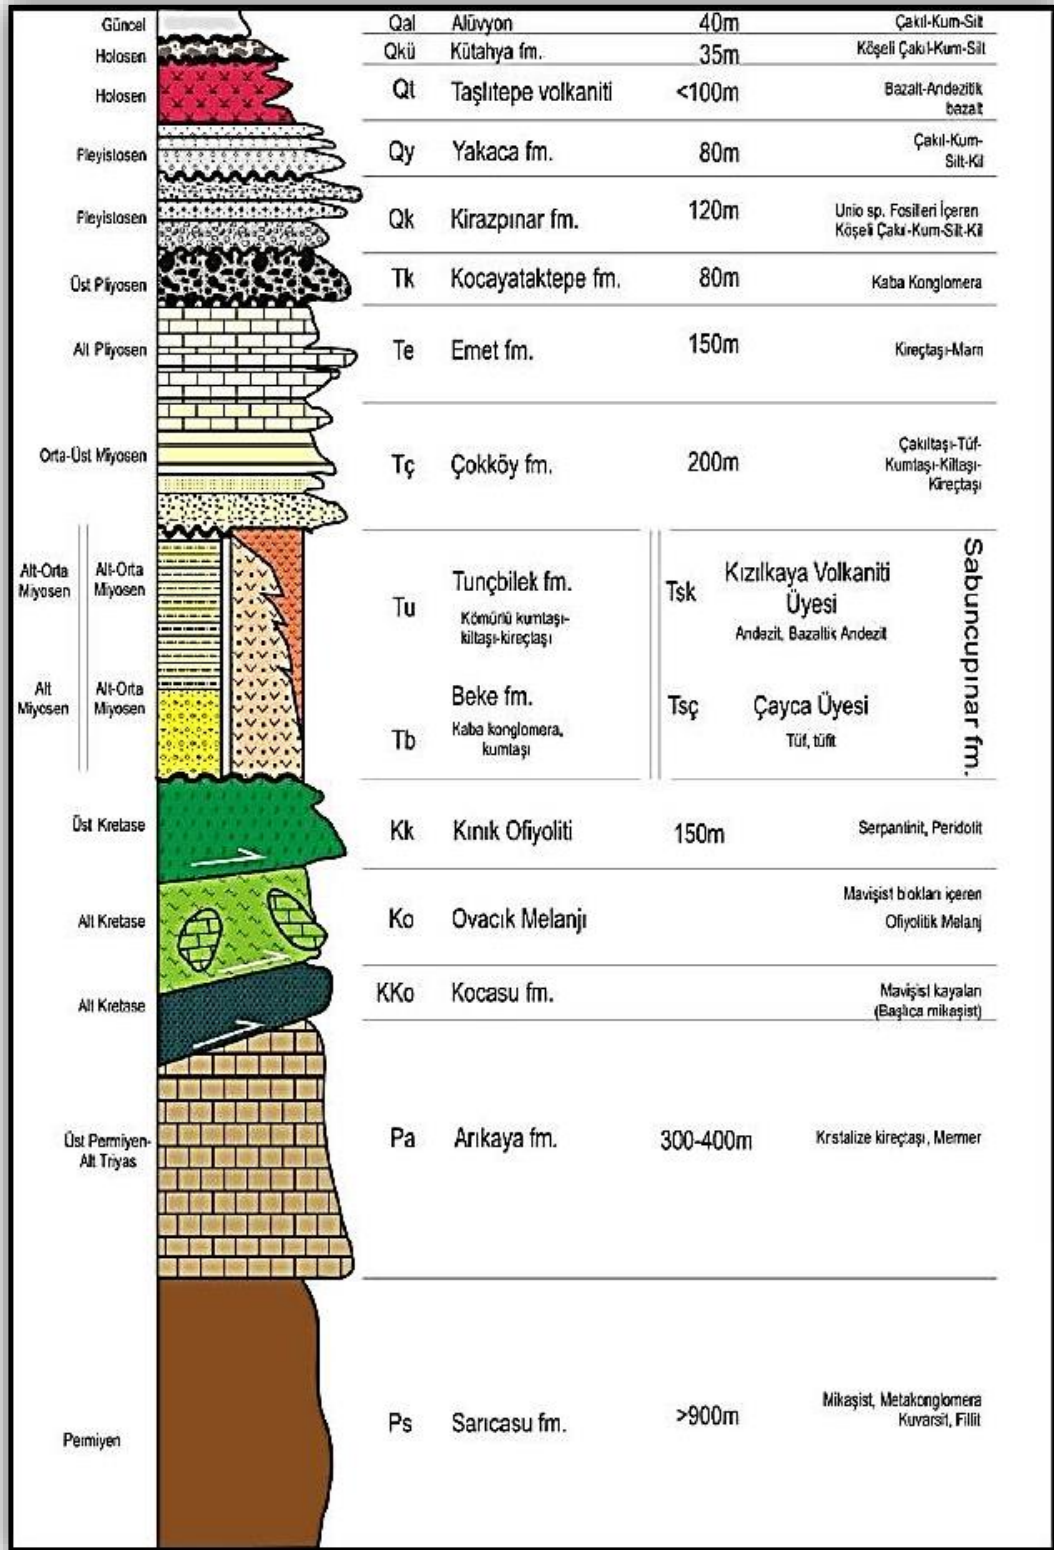 Güncel Qal Alüvyon 40m Çakıl-Kum-Silt
Holosen Qkü Kütahya fm. 35m Köşeli Çakıl-Kum-Silt
Holosen Qt Taşlıtepe volkaniti <100m Bazalt-Andezitik
bazalt
Pleyistosen Qy Yakaca fm. 80m Çakıl-Kum-
Silt-Kil
Pleyistosen Qk Kirazpınar fm. 120m Unio sp. Fosilleri İçeren
Köşeli Çakıl-Kum-Silt-Kil
Üst Pliyosen Tk Kocayataktepe fm. 80m Kaba Konglomera
Alt Pliyosen Te Emet fm. 150m Kireçtaşı-Marn
Orta-Üst Miyosen Tç Çokköy fm. 200m Çakıltaşı-Tüf-
Kumtaşı-Kiltaşı-
Kireçtaşı
Alt-Orta
Miyosen
Alt-Orta
Miyosen
Tu Tunçbilek fm.
Kömürlü kumtaşı-
kiltaşı-kireçtaşı
Tsk Kızılkaya Volkaniti
Üyesi
Andezit, Bazaltik Andezit
Alt
Miyosen
Alt-Orta
Miyosen
Tb Beke fm.
Kaba konglomera,
kumtaşı
Tsç Çayca Üyesi
Tüf, tüfit
Sabuncupınar fm.
Üst Kretase Kk Kınık Ofiyoliti 150m Serpantinit, Peridotit
Alt Kretase Ko Ovacık Melanjı Mavişist blokları içeren
Ofiyolitik Melanj
Alt Kretase KKo Kocasu fm. Mavişist kayaları
(Başlıca mikaşist)
Üst Permiyen-
Alt Triyas
Pa Arıkaya fm. 300-400m Kristalize kireçtaşı, Mermer
Permiyen Ps Sarıcasu fm. >900m Mikaşist, Metakonglomera
Kuvarsit, Fillit